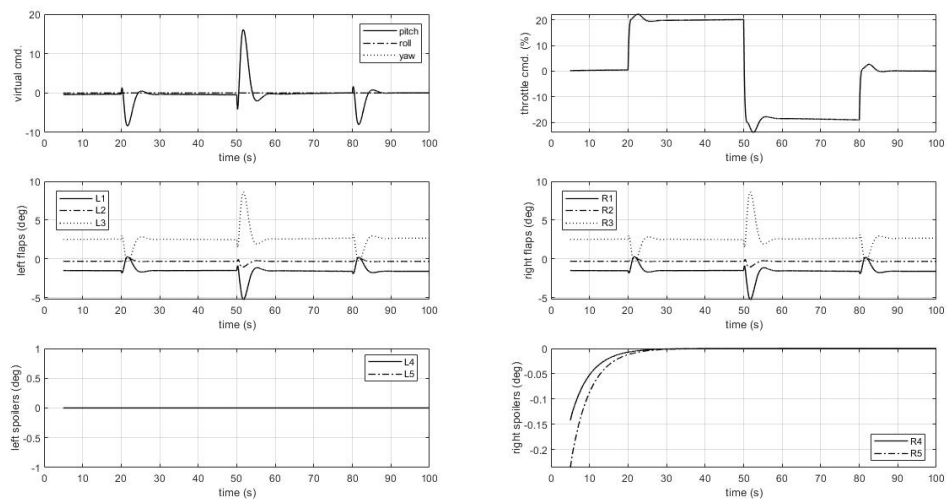 virtual cmd.
20
10
0
-10
pitch
roll
yaw
0 10 20 30 40 50 60 70 80 90 100
time (s)
throttle cmd. (%)
20
10
0
-10
-20
0 10 20 30 40 50 60 70 80 90 100
time (s)
left flaps (deg)
10
5
0
-5
L1
L2
L3
0 10 20 30 40 50 60 70 80 90 100
time (s)
right flaps (deg)
10
5
0
-5
R1
R2
R3
0 10 20 30 40 50 60 70 80 90 100
time (s)
left spoilers (deg)
1
0.5
0
-0.5
-1
L4
L5
0 10 20 30 40 50 60 70 80 90 100
time (s)
right spoilers (deg)
0
-0.05
-0.1
-0.15
-0.2
R4
R5
0 10 20 30 40 50 60 70 80 90 100
time (s)